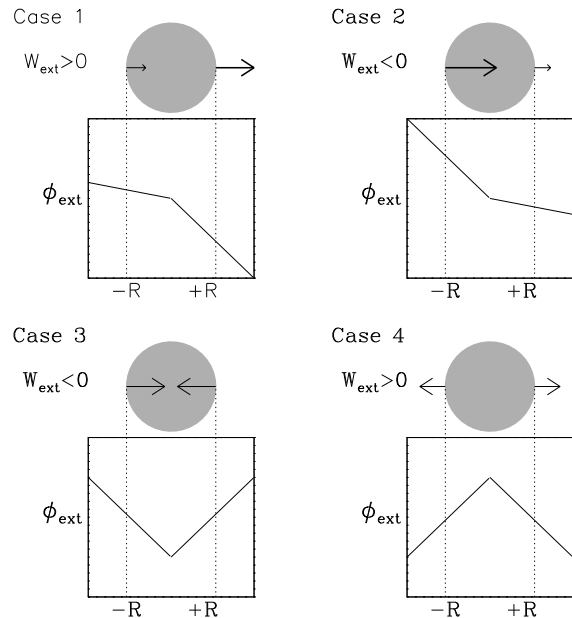 Case 1
W_ext>0
ϕ_ext
−R +R
Case 2
W_ext<0
ϕ_ext
−R +R
Case 3
W_ext<0
ϕ_ext
−R +R
Case 4
W_ext>0
ϕ_ext
−R +R